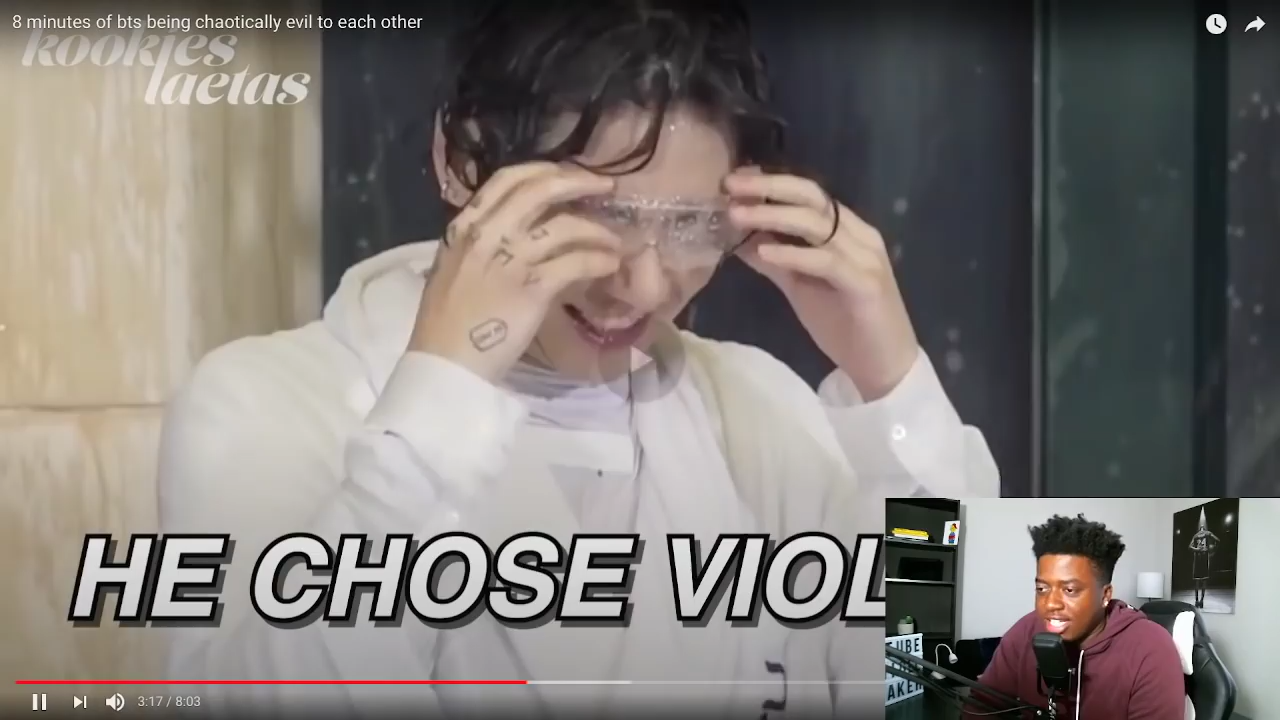 8 minutes of bts being chaotically evil to each other
kookies
laetas
HE CHOSE VIOL
3:17 / 8:03